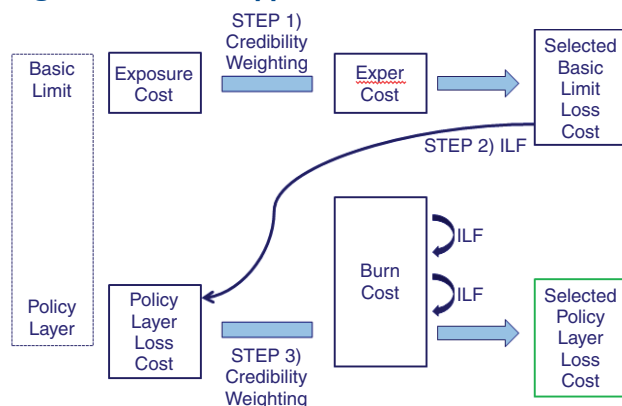 STEP 1)
Credibility
Weighting
Basic
Limit
Exposure
Cost
Exper
Cost
Selected
Basic
Limit
Loss
Cost
STEP 2) ILF
ILF
Burn
Cost
ILF
Policy
Layer
Policy
Layer
Loss
Cost
STEP 3)
Credibility
Weighting
Selected
Policy
Layer
Loss
Cost